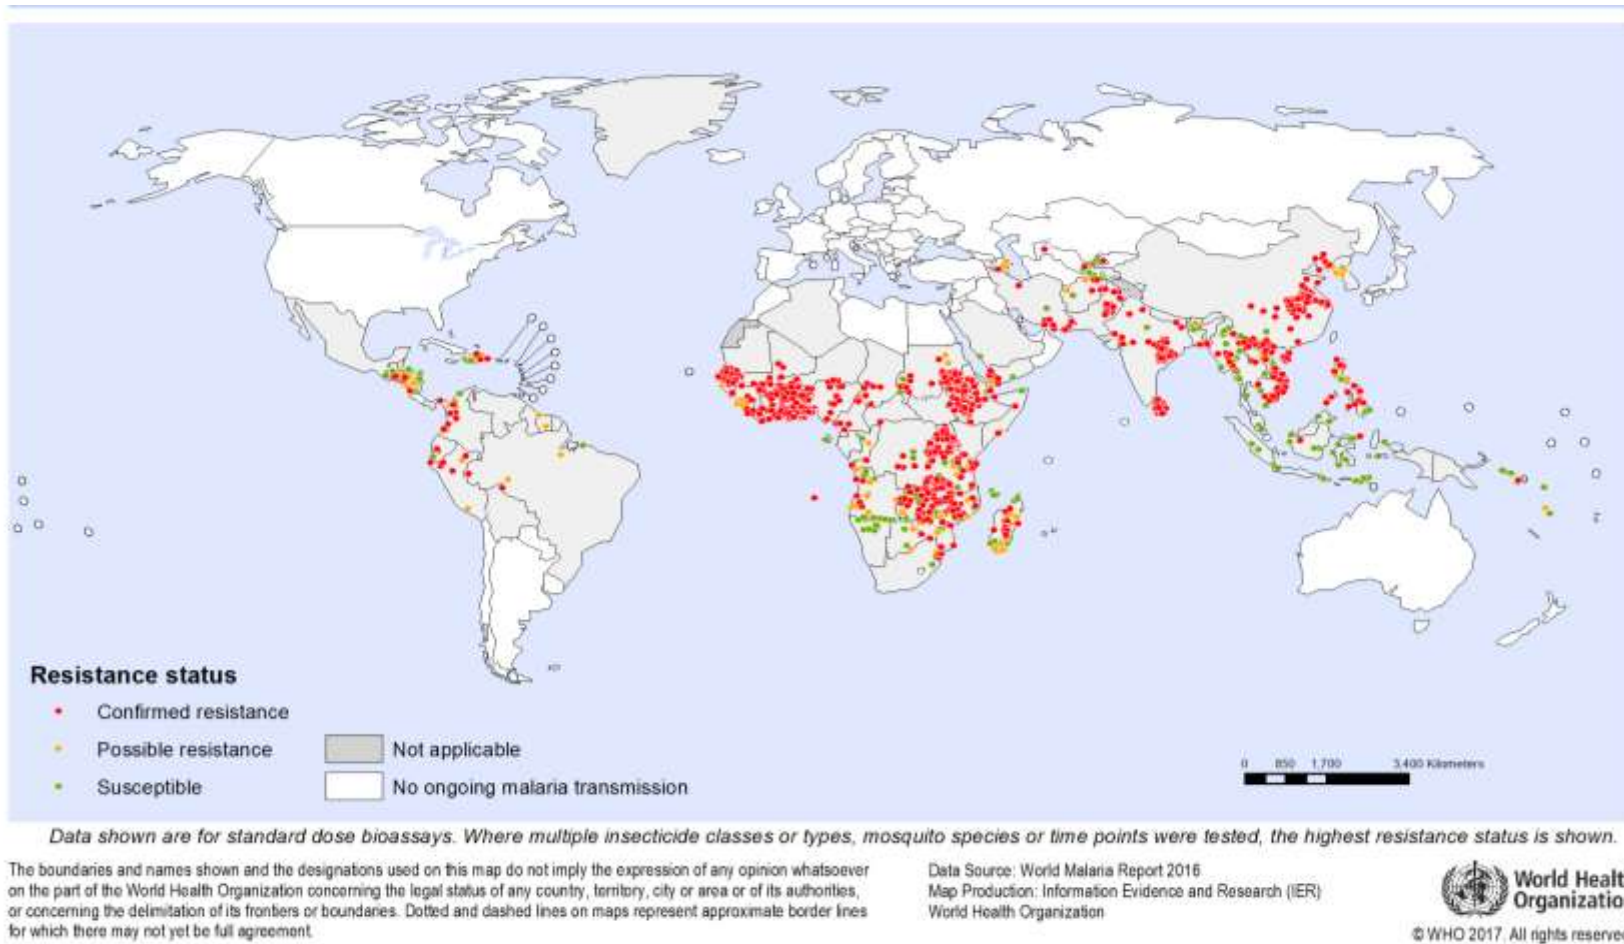 Resistance status
Confirmed resistance
Possible resistance
Susceptible
Not applicable
No ongoing malaria transmission
0 850 1,700 3,400 Kilometers
Data shown are for standard dose bioassays. Where multiple insecticide classes or types, mosquito species or time points were tested, the highest resistance status is shown.
The boundaries and names shown and the designations used on this map do not imply the expression of any opinion whatsoever
on the part of the World Health Organization concerning the legal status of any country, territory, city or area or of its authorities,
or concerning the delimitation of its frontiers or boundaries. Dotted and dashed lines on maps represent approximate border lines
for which there may not yet be full agreement.
Data Source: World Malaria Report 2016
Map Production: Information Evidence and Research (IER)
World Health Organization
World Healt
Organizatio
© WHO 2017. All rights reserve